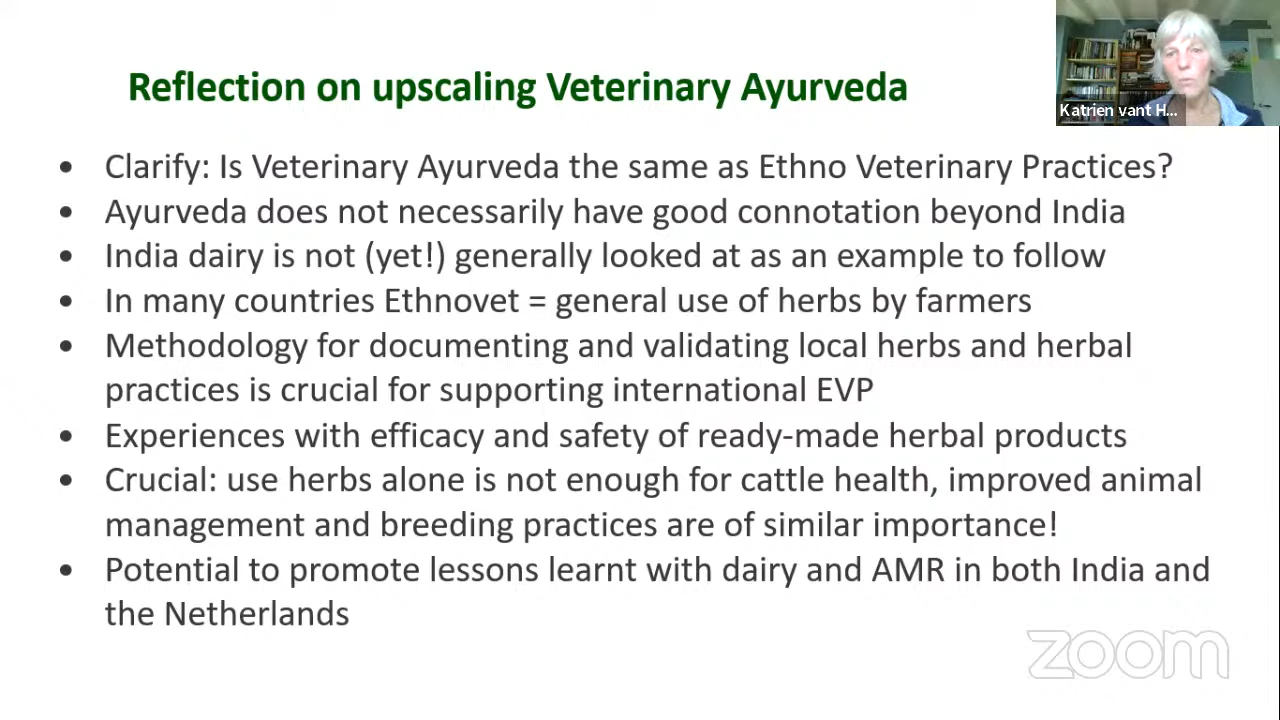 Reflection on upscaling Veterinary Ayurveda
Katrien vant H...
• Clarify: Is Veterinary Ayurveda the same as Ethno Veterinary Practices?
• Ayurveda does not necessarily have good connotation beyond India
• India dairy is not (yet!) generally looked at as an example to follow
• In many countries Ethnovet = general use of herbs by farmers
• Methodology for documenting and validating local herbs and herbal
practices is crucial for supporting international EVP
• Experiences with efficacy and safety of ready-made herbal products
• Crucial: use herbs alone is not enough for cattle health, improved animal
management and breeding practices are of similar importance!
• Potential to promote lessons learnt with dairy and AMR in both India and
the Netherlands
zoom